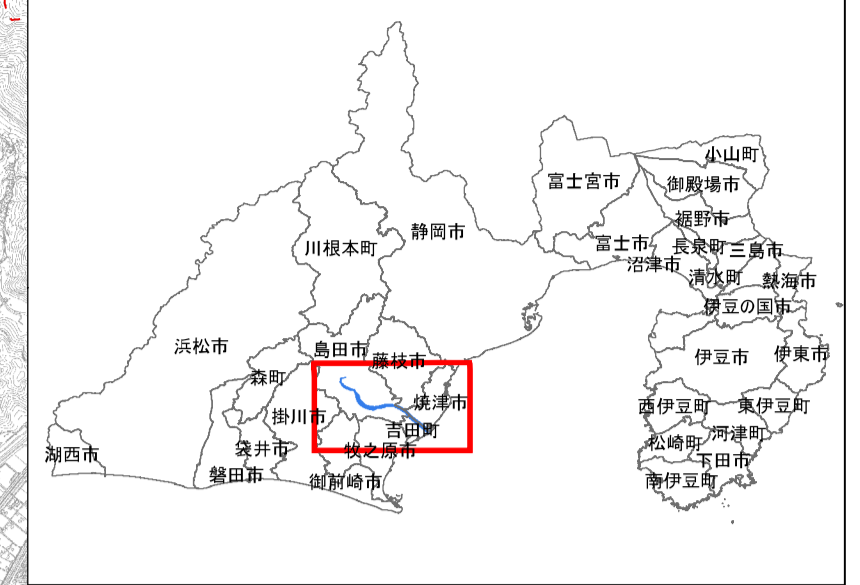 小山町
富士宮市
御殿場市
裾野市
静岡市
富士市
長泉町
三島市
川根本町
沼津市
清水町
熱海市
伊豆の国市
浜松市
島田市
藤枝市
伊豆市
伊東市
森町
焼津市
西伊豆町
東伊豆町
掛川市
吉田町
河津町
松崎町
袋井市
牧之原市
湖西市
下田市
磐田市
御前崎市
南伊豆町